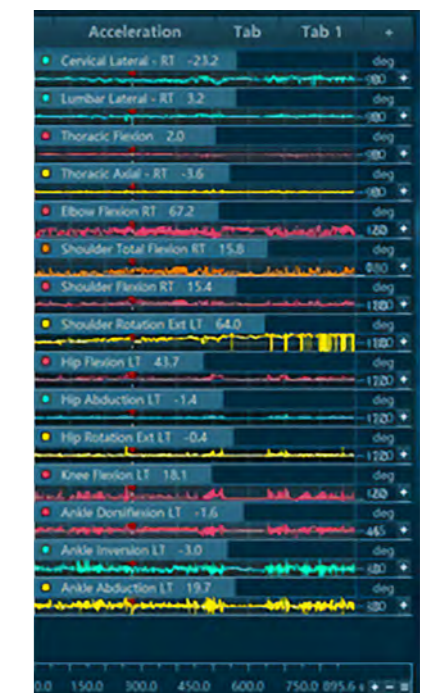 Acceleration Tab Tab 1 +
Cervical Lateral - RT -23.2 deg
Lumbar Lateral - RT 3.2 deg
Thoracic Flexion 2.0 deg
Thoracic Axial - RT -3.6 deg
Elbow Flexion RT 67.2 deg
Shoulder Total Flexion RT 15.8 deg
Shoulder Flexion RT 15.4 deg
Shoulder Rotation Ext LT 64.0 deg
Hip Flexion LT 43.7 deg
Hip Abduction LT -1.4 deg
Hip Rotation Ext LT -0.4 deg
Knee Flexion LT 18.1 deg
Ankle Dorsiflexion LT -1.6 deg
Ankle Inversion LT -3.0 deg
Ankle Abduction LT 19.7 deg
0.0 150.0 300.0 450.0 600.0 750.0 895.6 s + - =